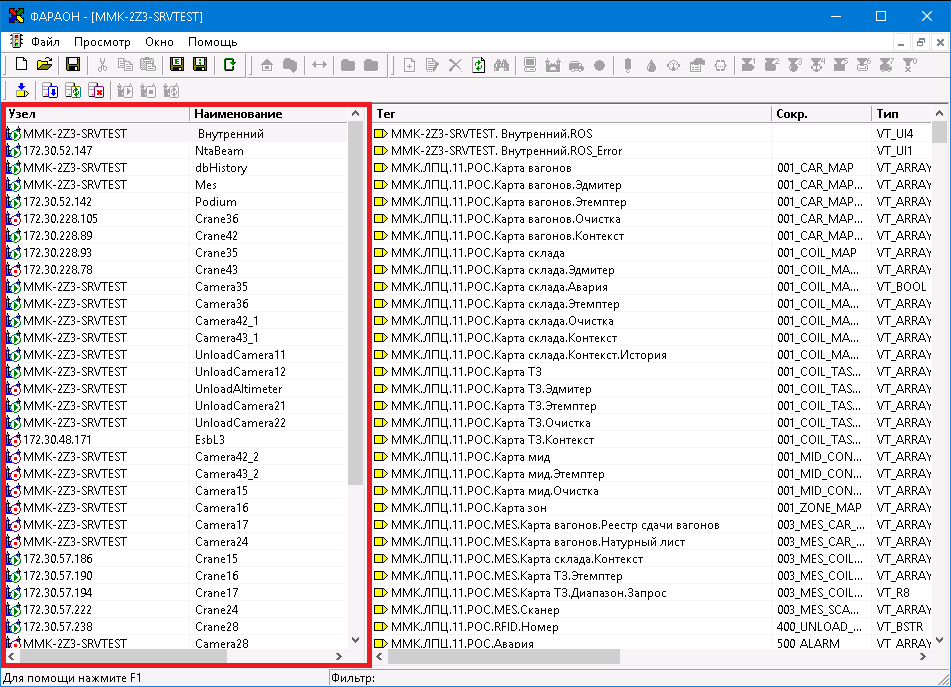 ФАРАОН - [MMK-2Z3-SRVTEST]
Файл Просмотр Окно Помощь
Узел Наименование Тег Сокр. Тип
MMK-2Z3-SRVTEST Внутренний MMK-2Z3-SRVTEST. Внутренний.ROS VT_UI4
172.30.52.147 NtaBeam MMK-2Z3-SRVTEST. Внутренний.ROS_Error VT_UI1
MMK-2Z3-SRVTEST dbHistory ММК.ЛПЦ.11.РОС.Карта вагонов 001_CAR_MAP VT_ARRAY
MMK-2Z3-SRVTEST Mes ММК.ЛПЦ.11.РОС.Карта вагонов.Эдмитер 001_CAR_MAP... VT_ARRAY
172.30.52.142 Podium ММК.ЛПЦ.11.РОС.Карта вагонов.Этемптер 001_CAR_MAP... VT_ARRAY
172.30.228.105 Crane36 ММК.ЛПЦ.11.РОС.Карта вагонов.Очистка 001_CAR_MAP... VT_ARRAY
172.30.228.89 Crane42 ММК.ЛПЦ.11.РОС.Карта вагонов.Контекст 001_CAR_MAP... VT_ARRAY
172.30.228.93 Crane35 ММК.ЛПЦ.11.РОС.Карта склада 001_COIL_MAP VT_ARRAY
172.30.228.78 Crane43 ММК.ЛПЦ.11.РОС.Карта склада.Эдмитер 001_COIL_MA... VT_ARRAY
MMK-2Z3-SRVTEST Camera35 ММК.ЛПЦ.11.РОС.Карта склада.Авария 001_COIL_MA... VT_BOOL
MMK-2Z3-SRVTEST Camera36 ММК.ЛПЦ.11.РОС.Карта склада.Этемптер 001_COIL_MA... VT_ARRAY
MMK-2Z3-SRVTEST Camera42_1 ММК.ЛПЦ.11.РОС.Карта склада.Очистка 001_COIL_MA... VT_ARRAY
MMK-2Z3-SRVTEST Camera43_1 ММК.ЛПЦ.11.РОС.Карта склада.Контекст 001_COIL_MA... VT_ARRAY
MMK-2Z3-SRVTEST UnloadCamera11 ММК.ЛПЦ.11.РОС.Карта склада.Контекст.История 001_COIL_MA... VT_ARRAY
MMK-2Z3-SRVTEST UnloadCamera12 ММК.ЛПЦ.11.РОС.Карта ТЗ 001_COIL_TAS... VT_ARRAY
MMK-2Z3-SRVTEST UnloadAltimeter ММК.ЛПЦ.11.РОС.Карта ТЗ.Эдмитер 001_COIL_TAS... VT_ARRAY
MMK-2Z3-SRVTEST UnloadCamera21 ММК.ЛПЦ.11.РОС.Карта ТЗ.Этемптер 001_COIL_TAS... VT_ARRAY
MMK-2Z3-SRVTEST UnloadCamera22 ММК.ЛПЦ.11.РОС.Карта ТЗ.Очистка 001_COIL_TAS... VT_ARRAY
172.30.48.171 EsbL3 ММК.ЛПЦ.11.РОС.Карта ТЗ.Контекст 001_COIL_TAS... VT_ARRAY
MMK-2Z3-SRVTEST Camera42_2 ММК.ЛПЦ.11.РОС.Карта мид 001_MID_CON... VT_ARRAY
MMK-2Z3-SRVTEST Camera43_2 ММК.ЛПЦ.11.РОС.Карта мид.Этемптер 001_MID_CON... VT_ARRAY
MMK-2Z3-SRVTEST Camera15 ММК.ЛПЦ.11.РОС.Карта мид.Очистка 001_MID_CON... VT_ARRAY
MMK-2Z3-SRVTEST Camera16 ММК.ЛПЦ.11.РОС.Карта зон 001_ZONE_MAP VT_ARRAY
MMK-2Z3-SRVTEST Camera17 ММК.ЛПЦ.11.РОС.MES.Карта вагонов.Реестр сдачи вагонов 003_MES_CAR_... VT_ARRAY
MMK-2Z3-SRVTEST Camera24 ММК.ЛПЦ.11.РОС.MES.Карта вагонов.Натурный лист 003_MES_CAR_... VT_ARRAY
172.30.57.186 Crane15 ММК.ЛПЦ.11.РОС.MES.Карта склада.Контекст 003_MES_COIL... VT_ARRAY
172.30.57.190 Crane16 ММК.ЛПЦ.11.РОС.MES.Карта ТЗ.Этемптер 003_MES_COIL... VT_ARRAY
172.30.57.194 Crane17 ММК.ЛПЦ.11.РОС.MES.Карта ТЗ.Диапазон.Запрос 003_MES_COIL... VT_R8
172.30.57.222 Crane24 ММК.ЛПЦ.11.РОС.MES.Сканер 003_MES_SCA... VT_ARRAY
172.30.57.238 Crane28 ММК.ЛПЦ.11.РОС.RFID.Номер 400_UNLOAD_... VT_BSTR
MMK-2Z3-SRVTEST Camera28 ММК.ЛПЦ.11.РОС.Авария 500_ALARM VT_ARRAY
Для помощи нажмите F1 Фильтр: